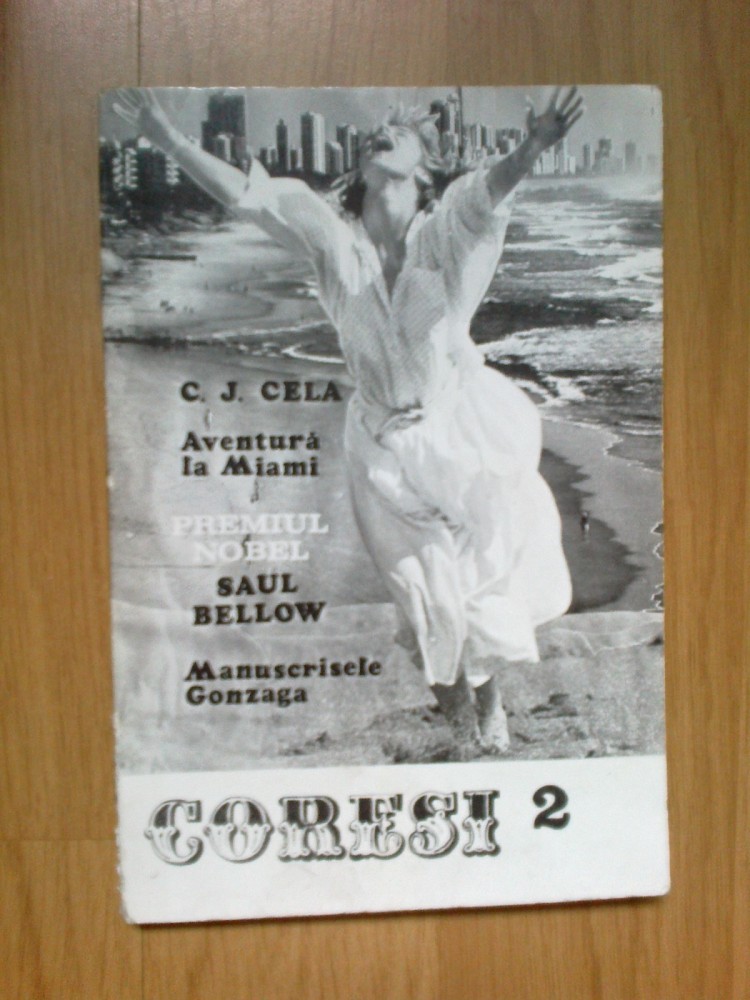 C. J. CELA
Aventură
la Miami
PREMIUL
NOBEL
SAUL
BELLOW
Manuscrisele
Gonzaga
CORESI 2